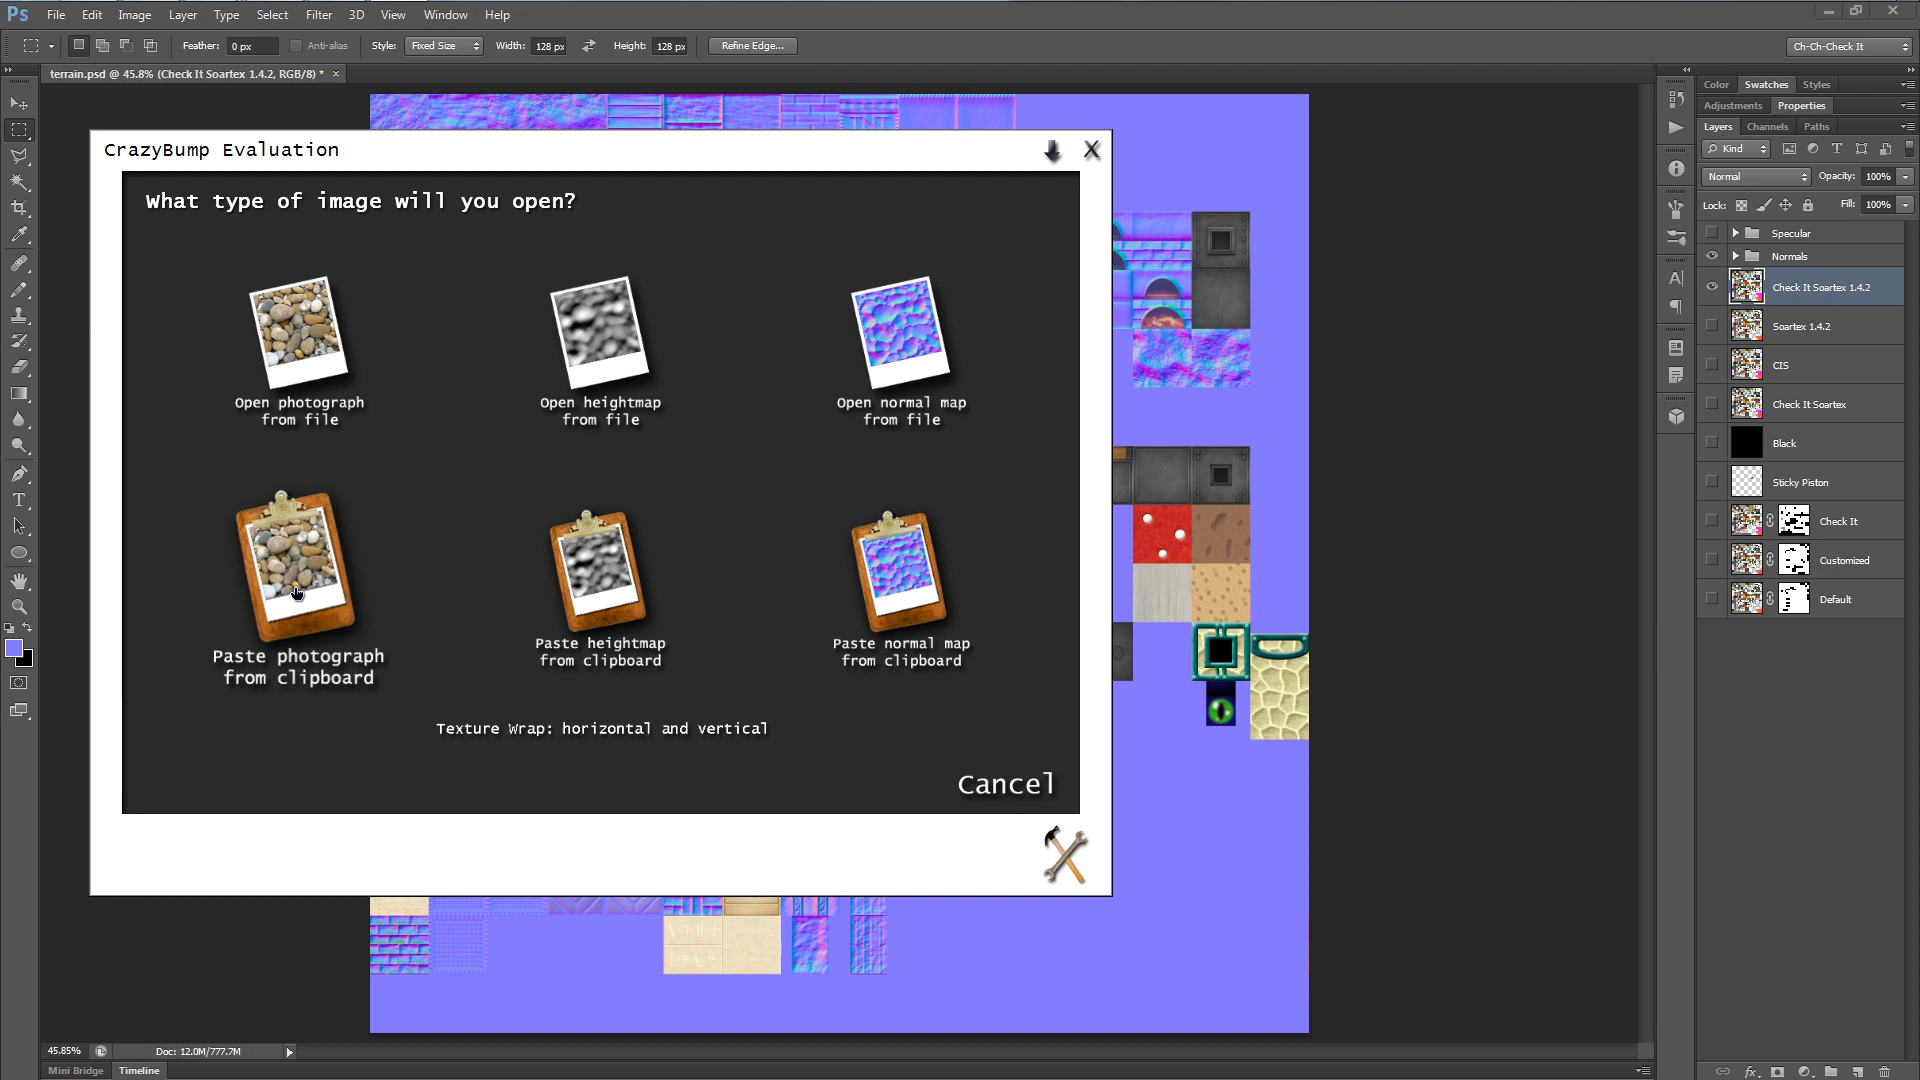 Ps File Edit Image Layer Type Select Filter 3D View Window Help
Feather: 0 px Anti-alias Style: Fixed Size Width: 128 px Height: 128 px Refine Edge... Ch-Ch-Check It
terrain.psd @ 45.8% (Check It Soartex 1.4.2, RGB/8) * ×
Color Swatches Styles
Adjustments Properties
Layers Channels Paths
Kind
Normal Opacity: 100%
Lock: Fill: 100%
Specular
Normals
Check It Soartex 1.4.2
Soartex 1.4.2
CIS
Check It Soartex
Black
Sticky Piston
Check It
Customized
Default
TNT
CrazyBump Evaluation X
What type of image will you open?
Open photograph
from file
Open heightmap
from file
Open normal map
from file
Paste photograph
from clipboard
Paste heightmap
from clipboard
Paste normal map
from clipboard
Texture Wrap: horizontal and vertical
Cancel
45.85% Doc: 12.0M/777.7M
Mini Bridge Timeline